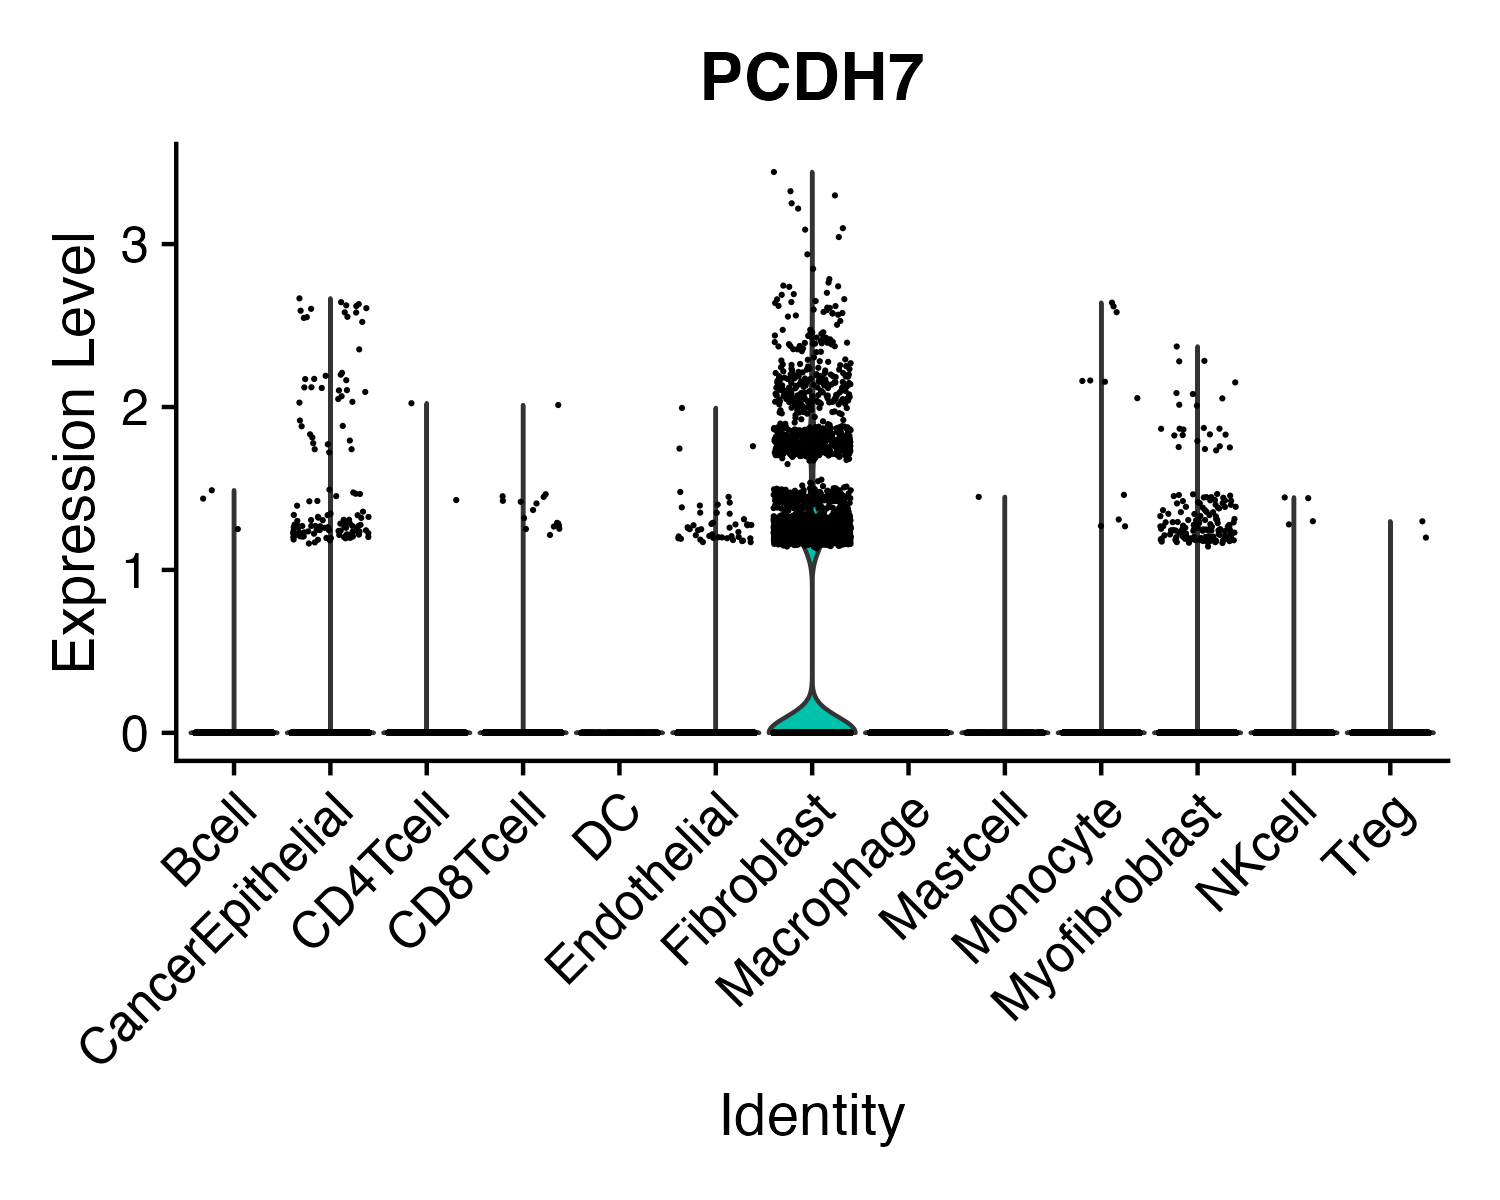 PCDH7
Expression Level
3
2
1
0
Bcell
CancerEpithelial
CD4Tcell
CD8Tcell
DC
Endothelial
Fibroblast
Macrophage
Mastcell
Monocyte
Myofibroblast
NKcell
Treg
Identity